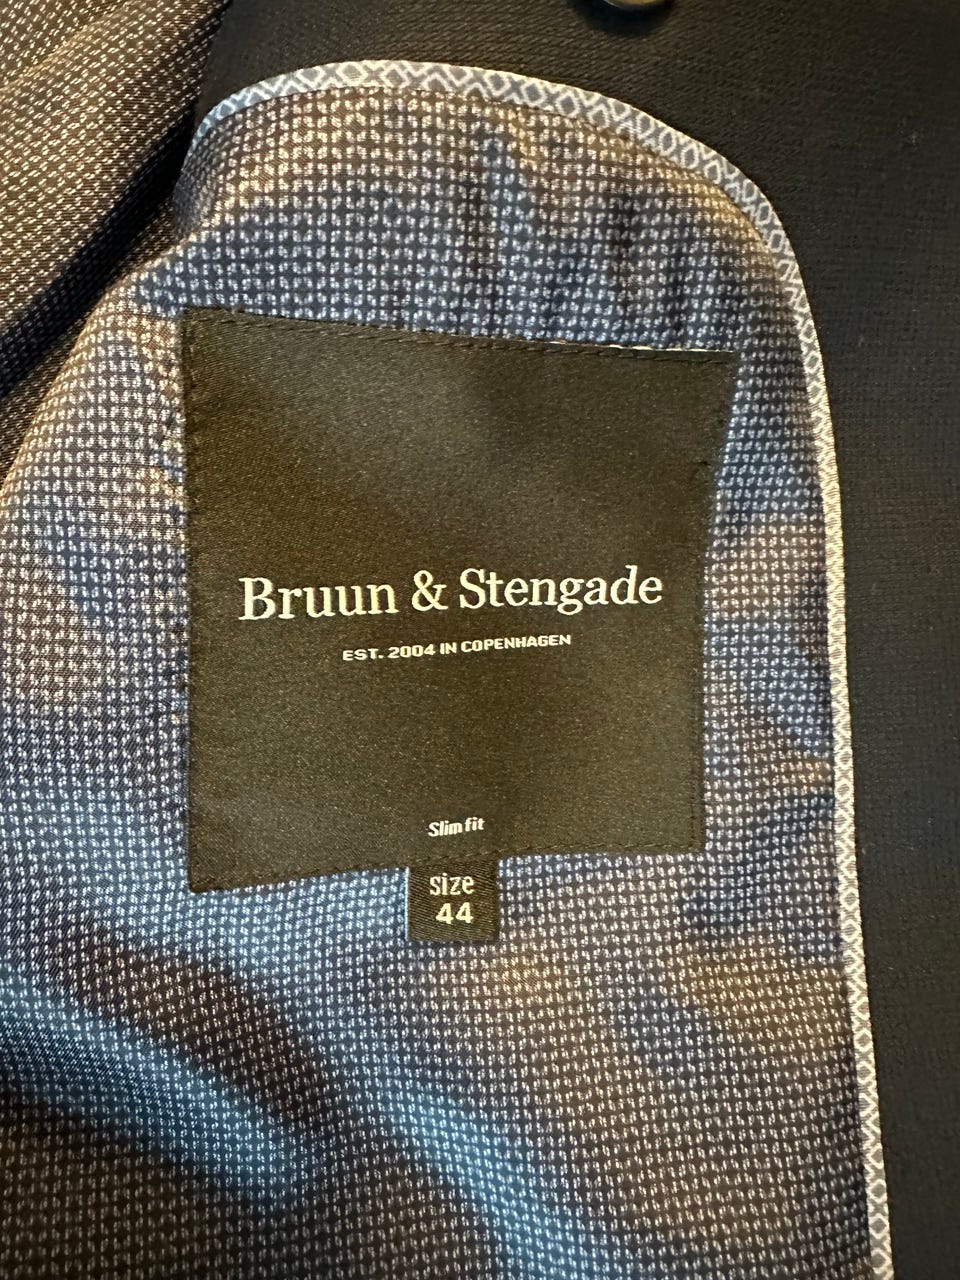 Bruun & Stengade
EST. 2004 IN COPENHAGEN
Slim fit
Size
44